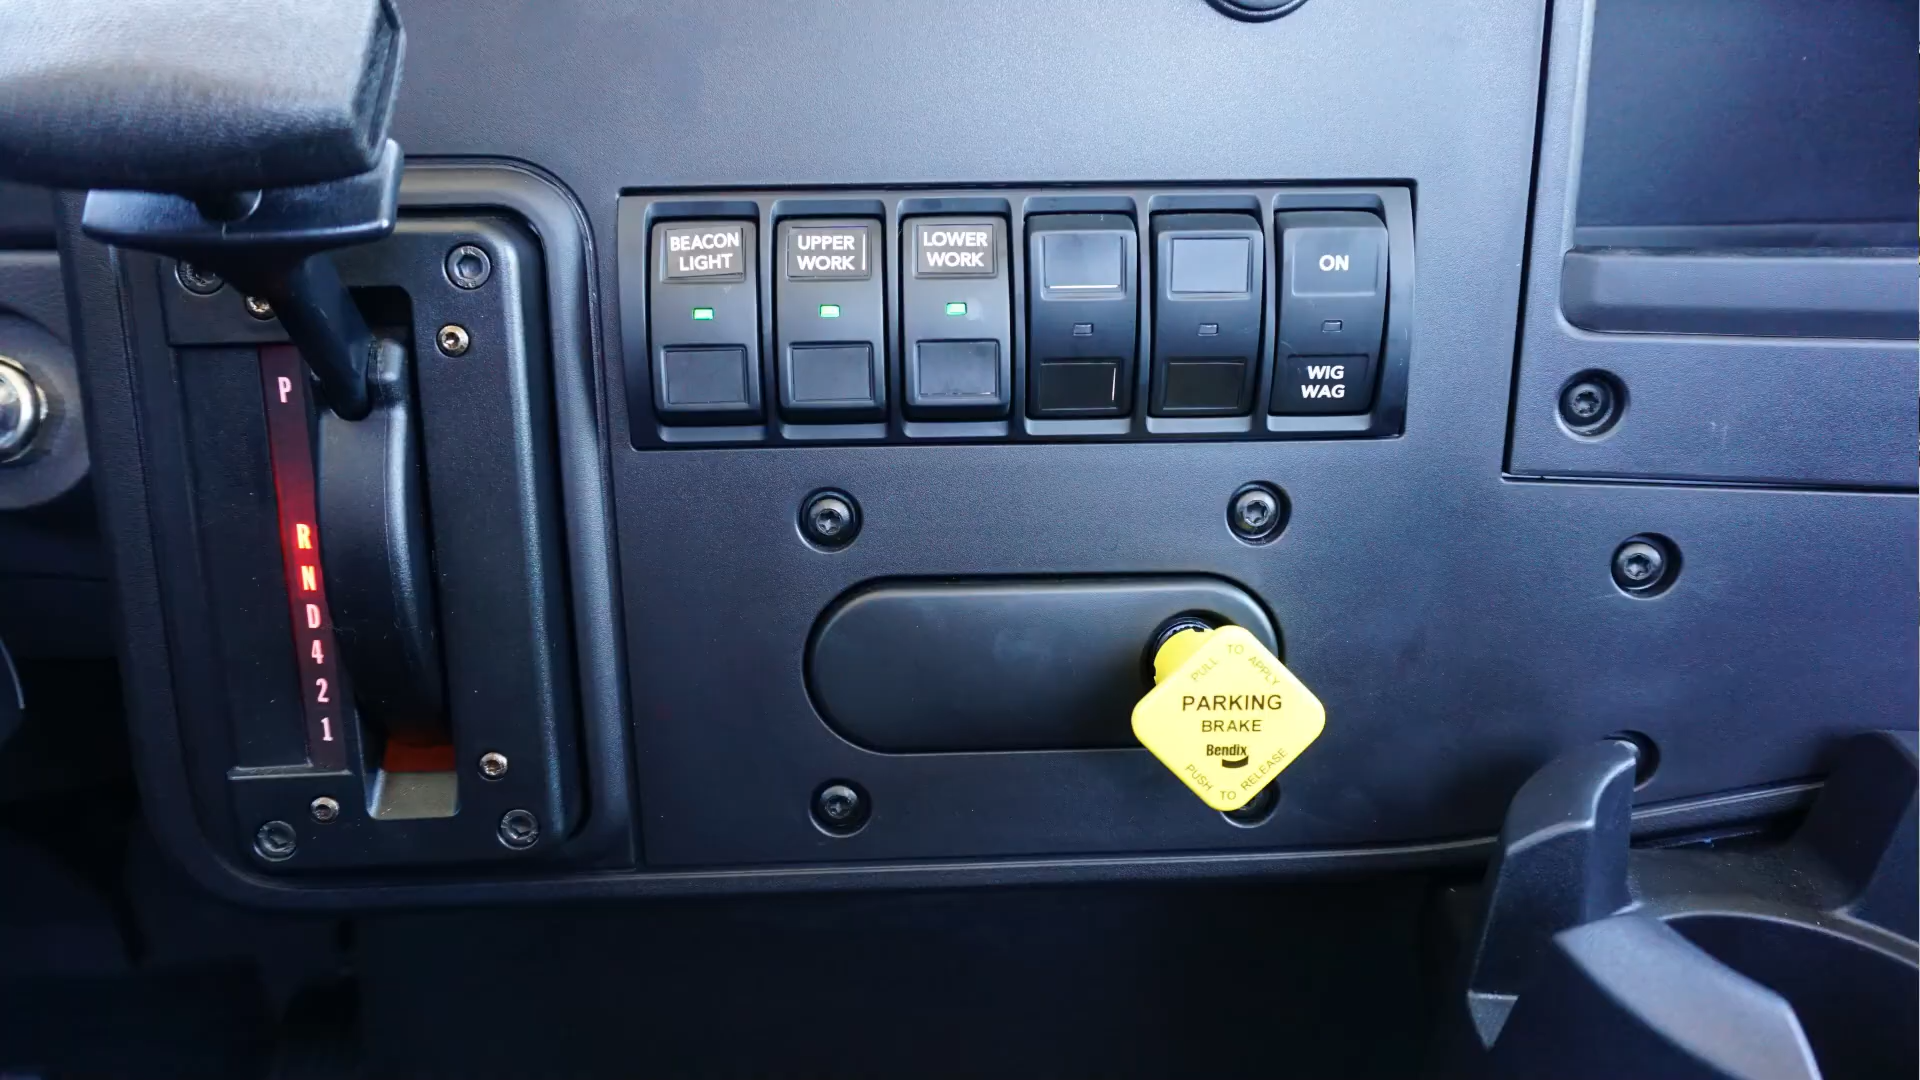 BEACON
LIGHT
UPPER
WORK
LOWER
WORK
ON
WIG
WAG
P
R
N
D
4
2
1
PULL TO APPLY
PARKING
BRAKE
Bendix
PUSH TO RELEASE